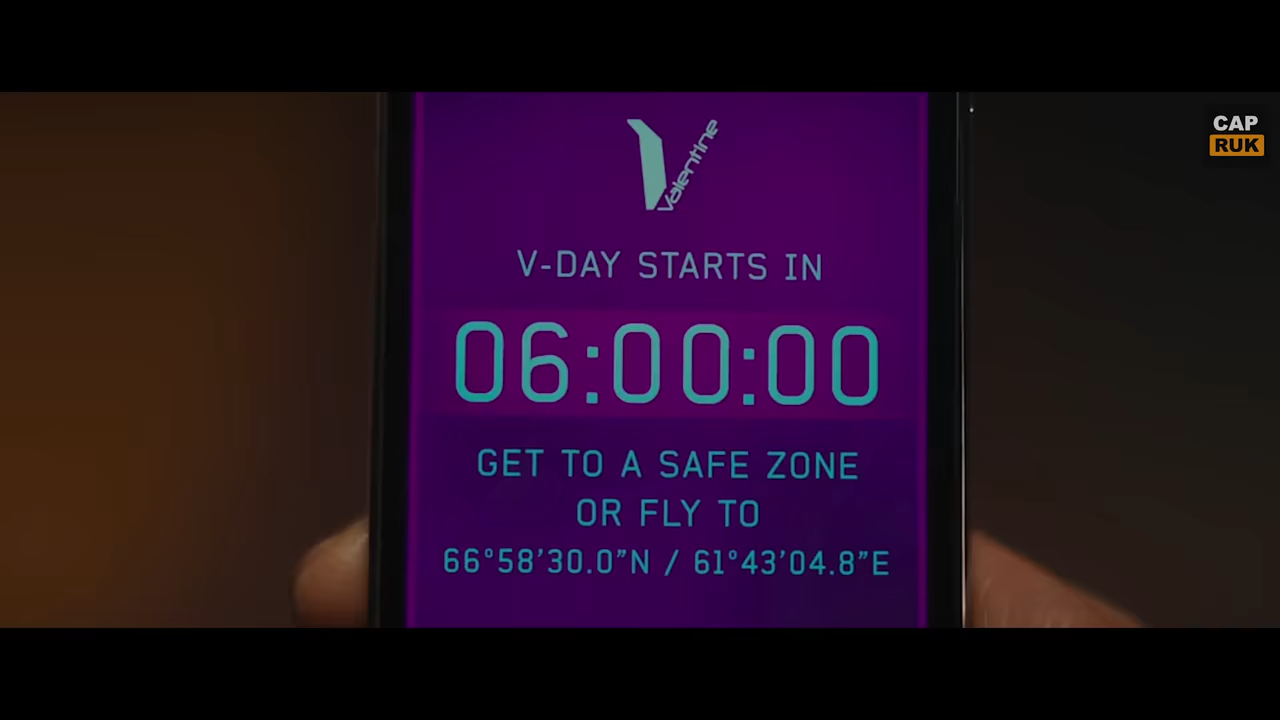 CAP
RUK
Valentine
V-DAY STARTS IN
06:00:00
GET TO A SAFE ZONE
OR FLY TO
66°58’30.0”N / 61°43’04.8”E